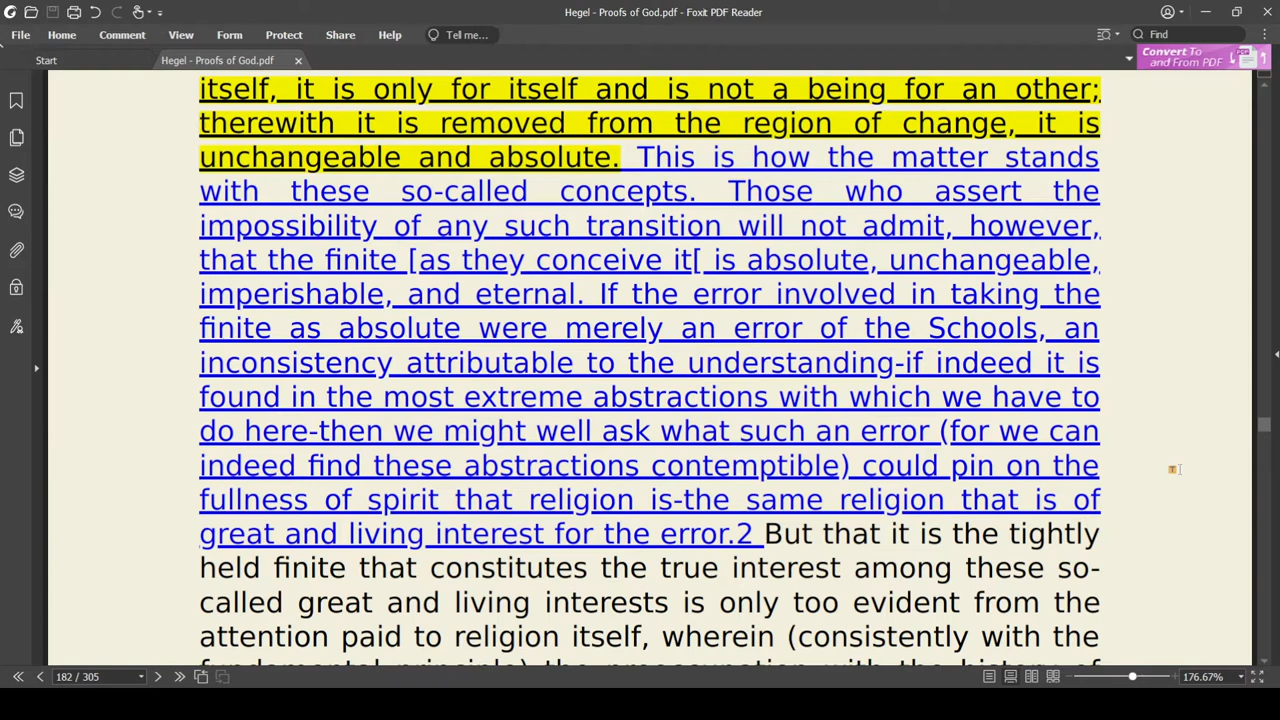 Hegel - Proofs of God.pdf - Foxit PDF Reader
File Home Comment View Form Protect Share Help Tell me... Find
Start Hegel - Proofs of God.pdf Convert To and From PDF
itself, it is only for itself and is not a being for an other;
therewith it is removed from the region of change, it is
unchangeable and absolute. This is how the matter stands
with these so-called concepts. Those who assert the
impossibility of any such transition will not admit, however,
that the finite [as they conceive it[ is absolute, unchangeable,
imperishable, and eternal. If the error involved in taking the
finite as absolute were merely an error of the Schools, an
inconsistency attributable to the understanding-if indeed it is
found in the most extreme abstractions with which we have to
do here-then we might well ask what such an error (for we can
indeed find these abstractions contemptible) could pin on the
fullness of spirit that religion is-the same religion that is of
great and living interest for the error.2 But that it is the tightly
held finite that constitutes the true interest among these so-
called great and living interests is only too evident from the
attention paid to religion itself, wherein (consistently with the
fundamental principle) the preoccupation with the history of
182 / 305 176.67%